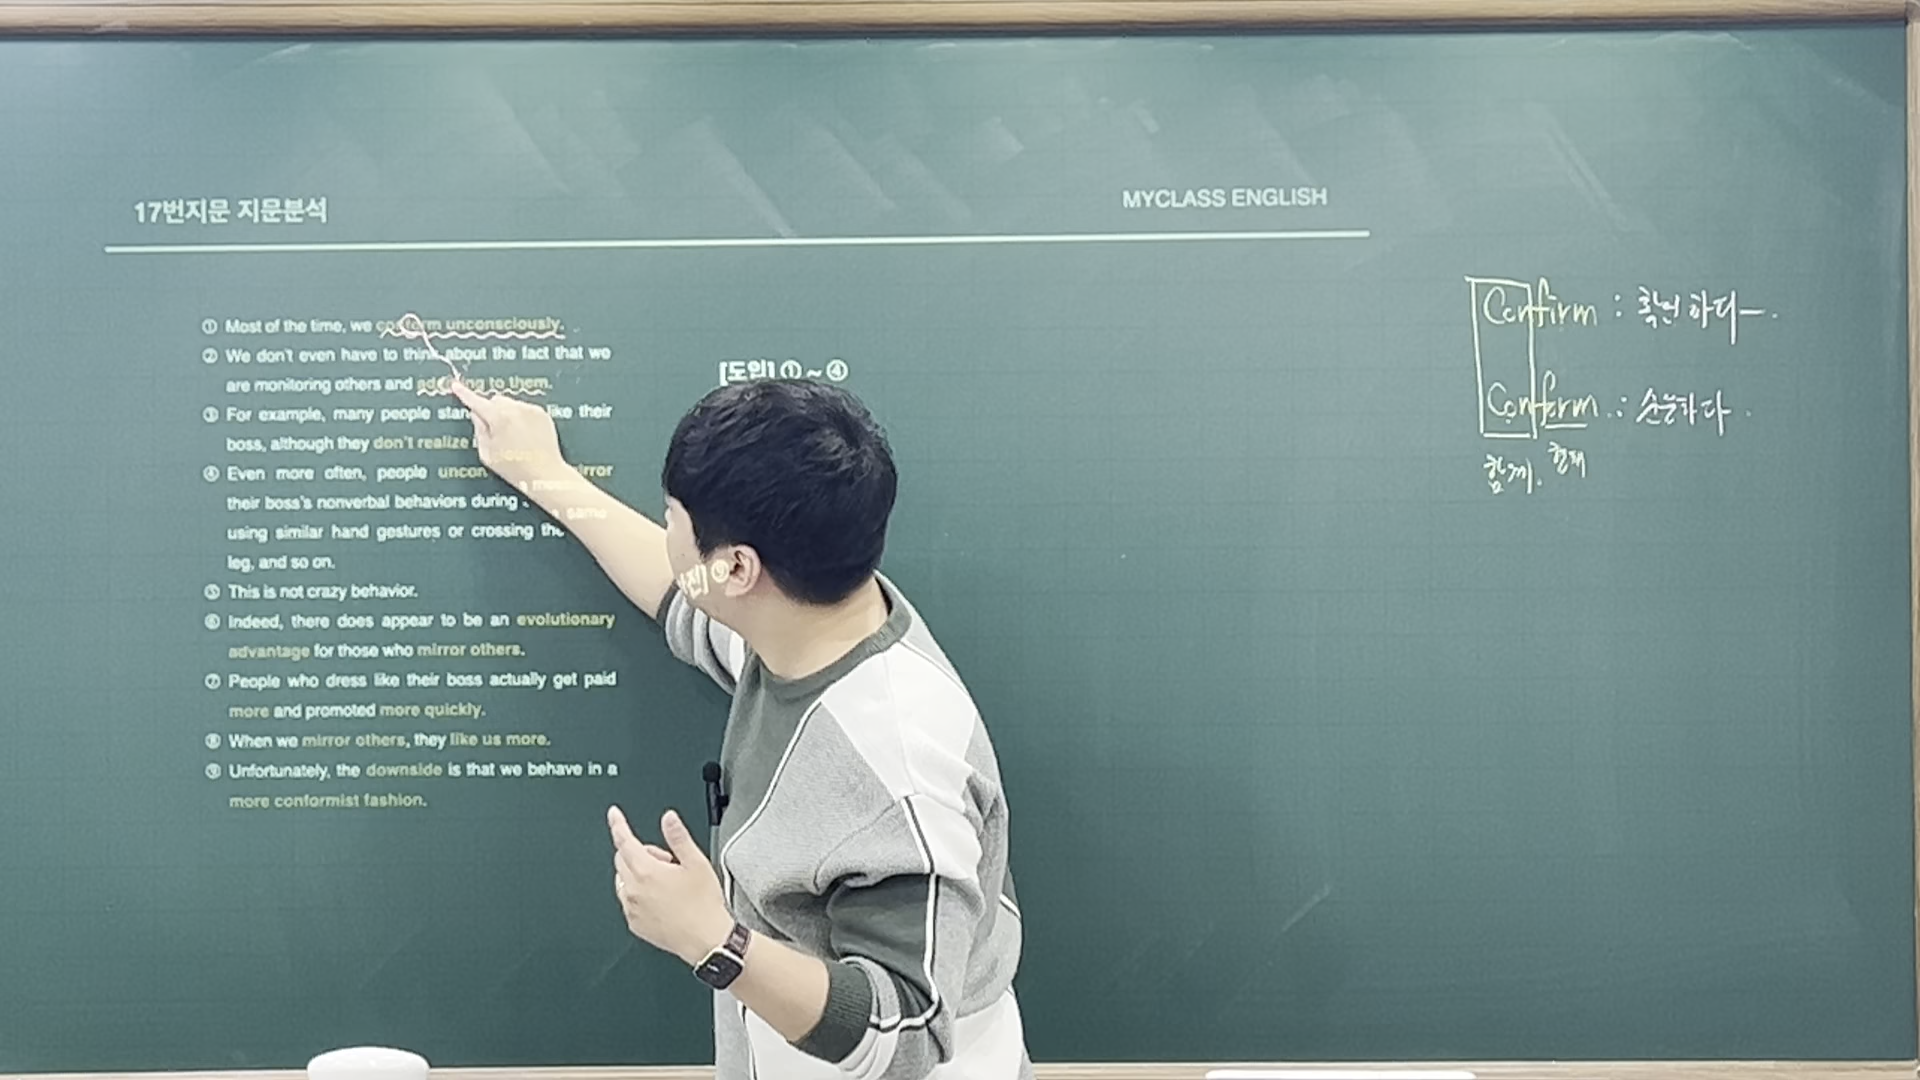 17번지문 지문분석
MYCLASS ENGLISH
① Most of the time, we conform unconsciously.
② We don't even have to think about the fact that we
are monitoring others and adapting to them.
③ For example, many people stand like their
boss, although they don't realize
④ Even more often, people mirror
their boss's nonverbal behaviors during a
same
using similar hand gestures or crossing the
leg, and so on.
⑤ This is not crazy behavior.
⑥ Indeed, there does appear to be an evolutionary
advantage for those who mirror others.
⑦ People who dress like their boss actually get paid
more and promoted more quickly.
⑧ When we mirror others, they like us more.
⑨ Unfortunately, the downside is that we behave in a
more conformist fashion.
[도입] ① ~ ④
⑨
Confirm : 확인하다
Conform : 순순하다
함께. 형태